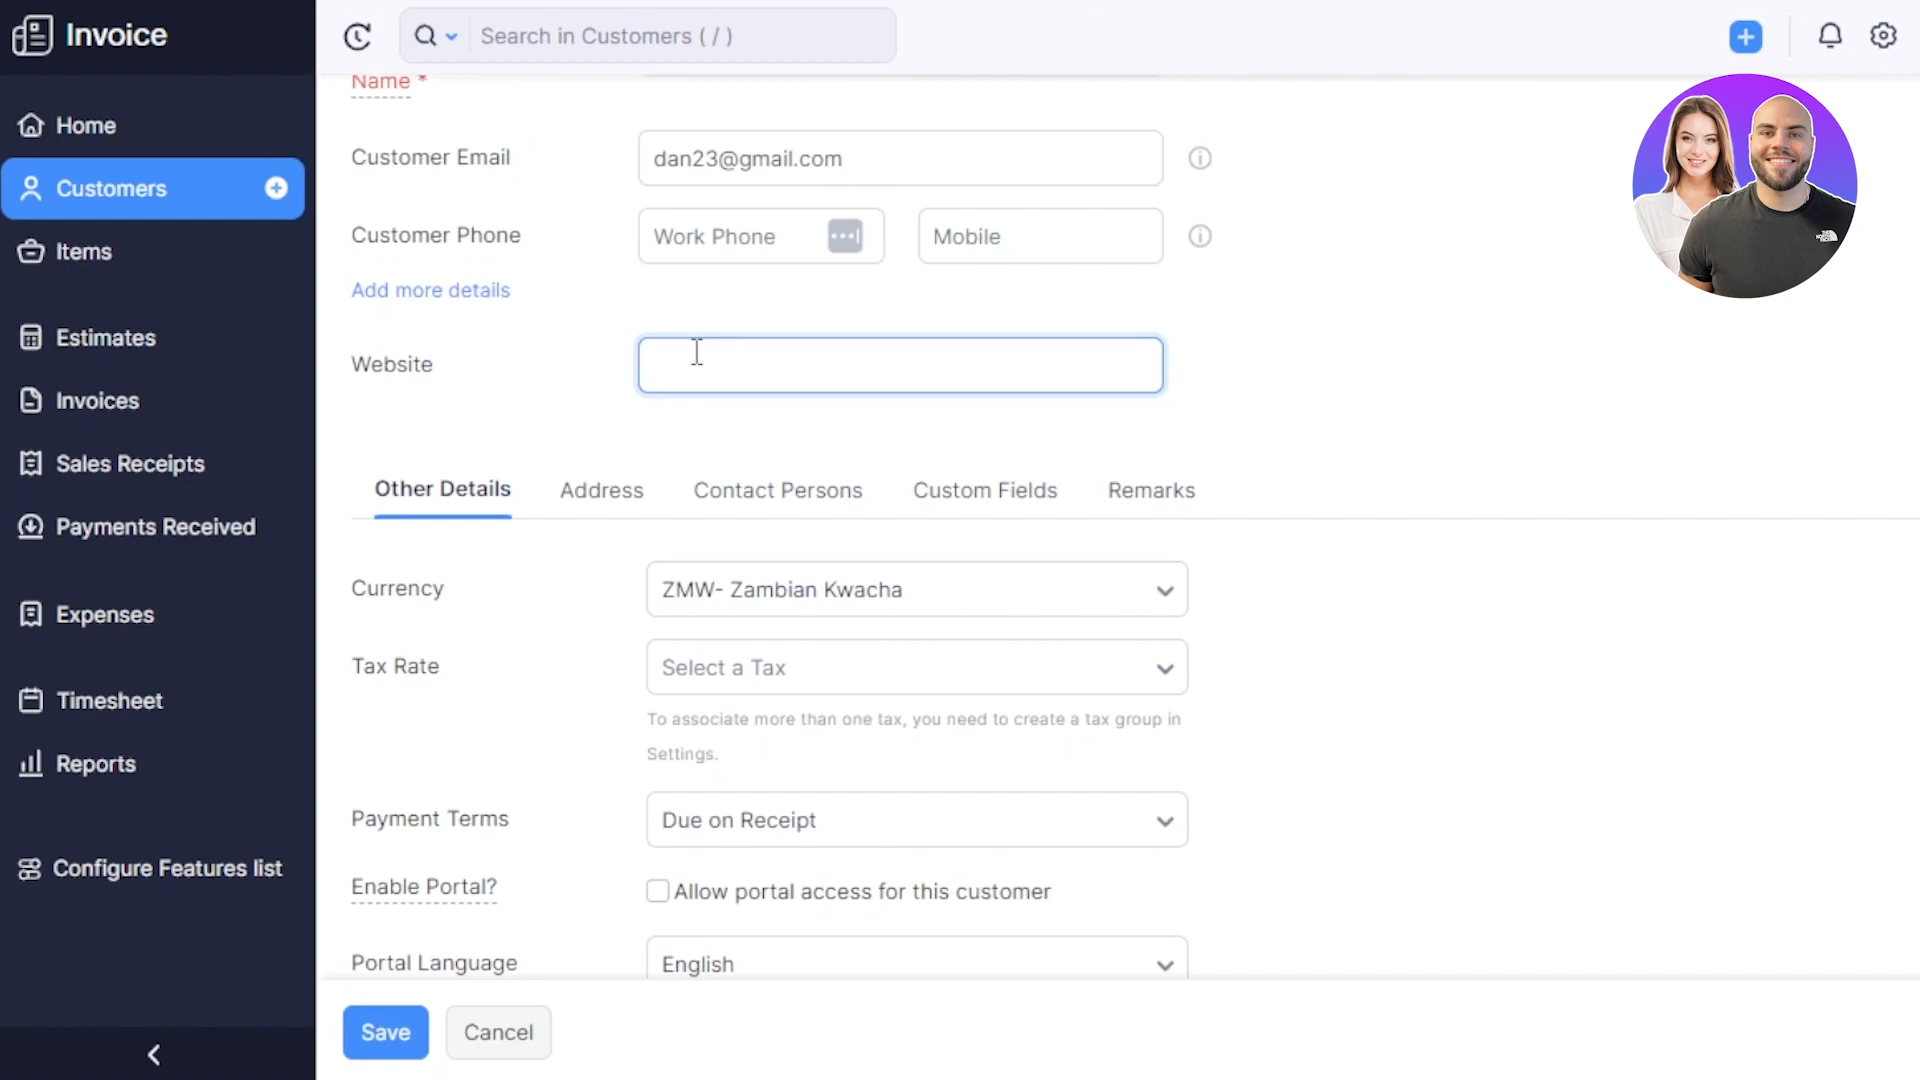 Invoice
Search in Customers ( / )
Home
Customers
Items
Estimates
Invoices
Sales Receipts
Payments Received
Expenses
Timesheet
Reports
Configure Features list
Name *
Customer Email
dan23@gmail.com
Customer Phone
Work Phone
Mobile
Add more details
Website
Other Details
Address
Contact Persons
Custom Fields
Remarks
Currency
ZMW- Zambian Kwacha
Tax Rate
Select a Tax
To associate more than one tax, you need to create a tax group in
Settings.
Payment Terms
Due on Receipt
Enable Portal?
Allow portal access for this customer
Portal Language
English
Save
Cancel